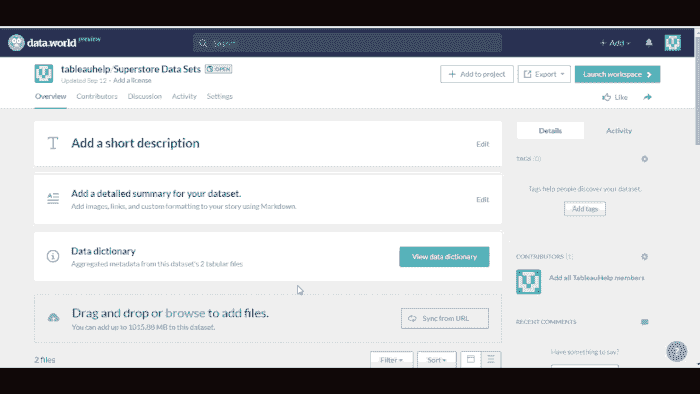 data.world preview
Search
+ Add
tableauhelp/Superstore Data Sets OPEN
Updated Sep 12 · Add a license
+ Add to project
Export
Launch workspace >
Overview
Contributors
Discussion
Activity
Settings
Like
Add a short description
Edit
Details
Activity
TAGS (0)
Add a detailed summary for your dataset.
Add images, links, and custom formatting to your story using Markdown.
Edit
Tags help people discover your dataset.
Add tags
Data dictionary
Aggregated metadata from this dataset's 2 tabular files
View data dictionary
CONTRIBUTORS (1)
Add all TableauHelp members
Drag and drop or browse to add files.
You can add up to 1015.89 MB to this dataset.
Sync from URL
RECENT COMMENTS
Have something to say?
2 files
Filter
Sort